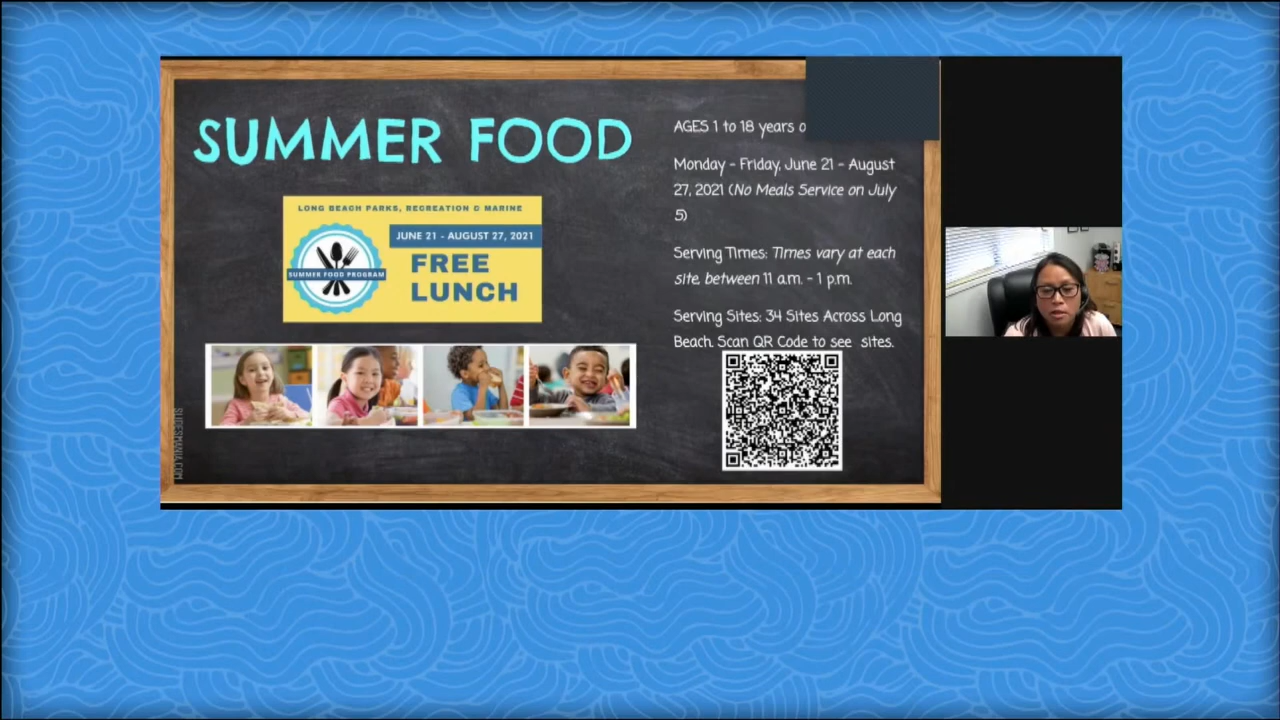 SUMMER FOOD
LONG BEACH PARKS, RECREATION & MARINE
JUNE 21 - AUGUST 27, 2021
SUMMER FOOD PROGRAM
FREE
LUNCH
AGES 1 to 18 years
Monday - Friday, June 21 - August
27, 2021 (No Meals Service on July
5)
Serving Times: Times vary at each
site, between 11 a.m. - 1 p.m.
Serving Sites: 34 Sites Across Long
Beach. Scan QR Code to see sites.
SLIDESMANIA.COM